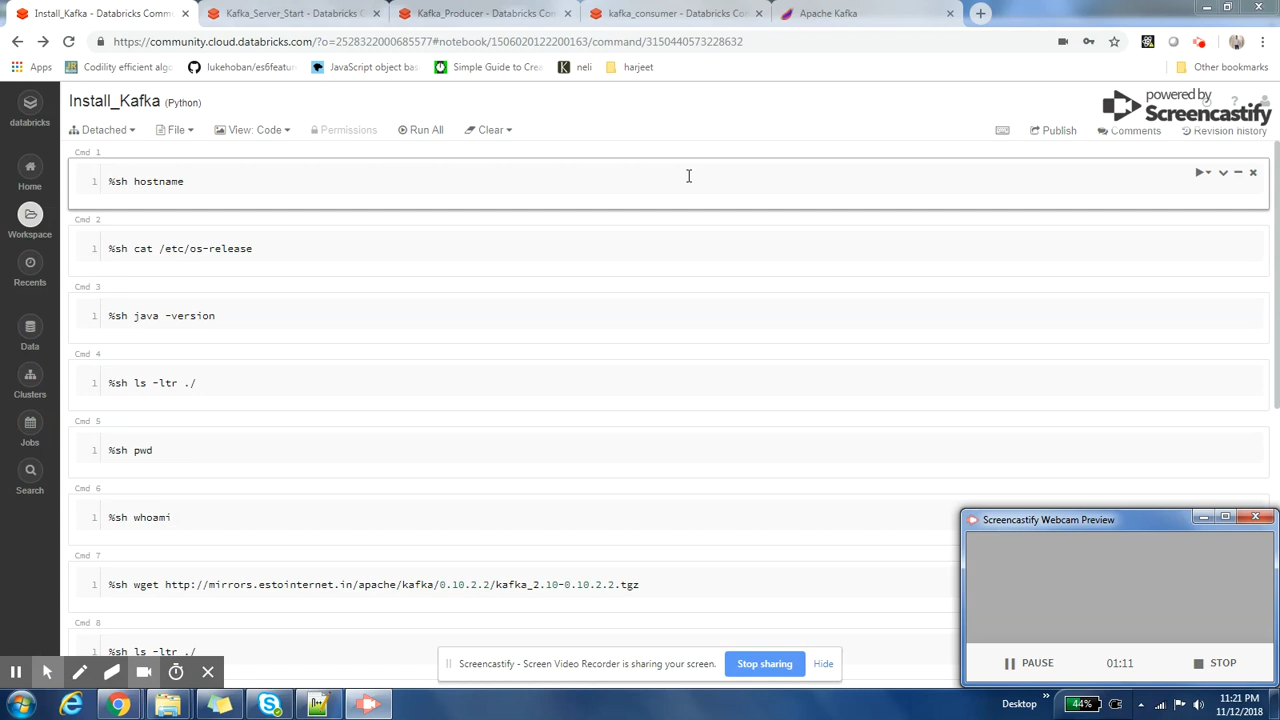 Install_Kafka - Databricks Commu
Kafka_Server_Start - Databricks C
Kafka_Producer - Databricks Com
kafka_consumer - Databricks Con
Apache Kafka
https://community.cloud.databricks.com/?o=2528322000685577#notebook/1506020122200163/command/3150440573228632
Apps
Codility efficient algo
lukehoban/es6featur
JavaScript object bas
Simple Guide to Crea
neli
harjeet
Other bookmarks
Install_Kafka (Python)
powered by
Screencastify
databricks
Detached
File
View: Code
Permissions
Run All
Clear
Publish
Comments
Revision history
Cmd 1
1 %sh hostname
Home
Cmd 2
Workspace
1 %sh cat /etc/os-release
Recents
Cmd 3
1 %sh java -version
Data
Cmd 4
1 %sh ls -ltr ./
Clusters
Cmd 5
Jobs
1 %sh pwd
Search
Cmd 6
1 %sh whoami
Cmd 7
1 %sh wget http://mirrors.estointernet.in/apache/kafka/0.10.2.2/kafka_2.10-0.10.2.2.tgz
Cmd 8
1 %sh ls -ltr ./
Screencastify Webcam Preview
PAUSE
01:11
STOP
Screencastify - Screen Video Recorder is sharing your screen.
Stop sharing
Hide
Desktop
44%
11:21 PM
11/12/2018